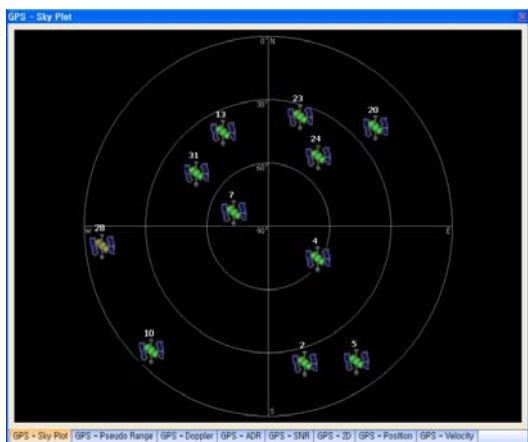 GPS - Sky Plot
0° N
23
20
13
30°
24
31
60°
7
28
W
90°
E
4
10
2
5
S
GPS - Sky Plot GPS - Pseudo Range GPS - Doppler GPS - ADR GPS - SNR GPS - 2D GPS - Position GPS - Velocity